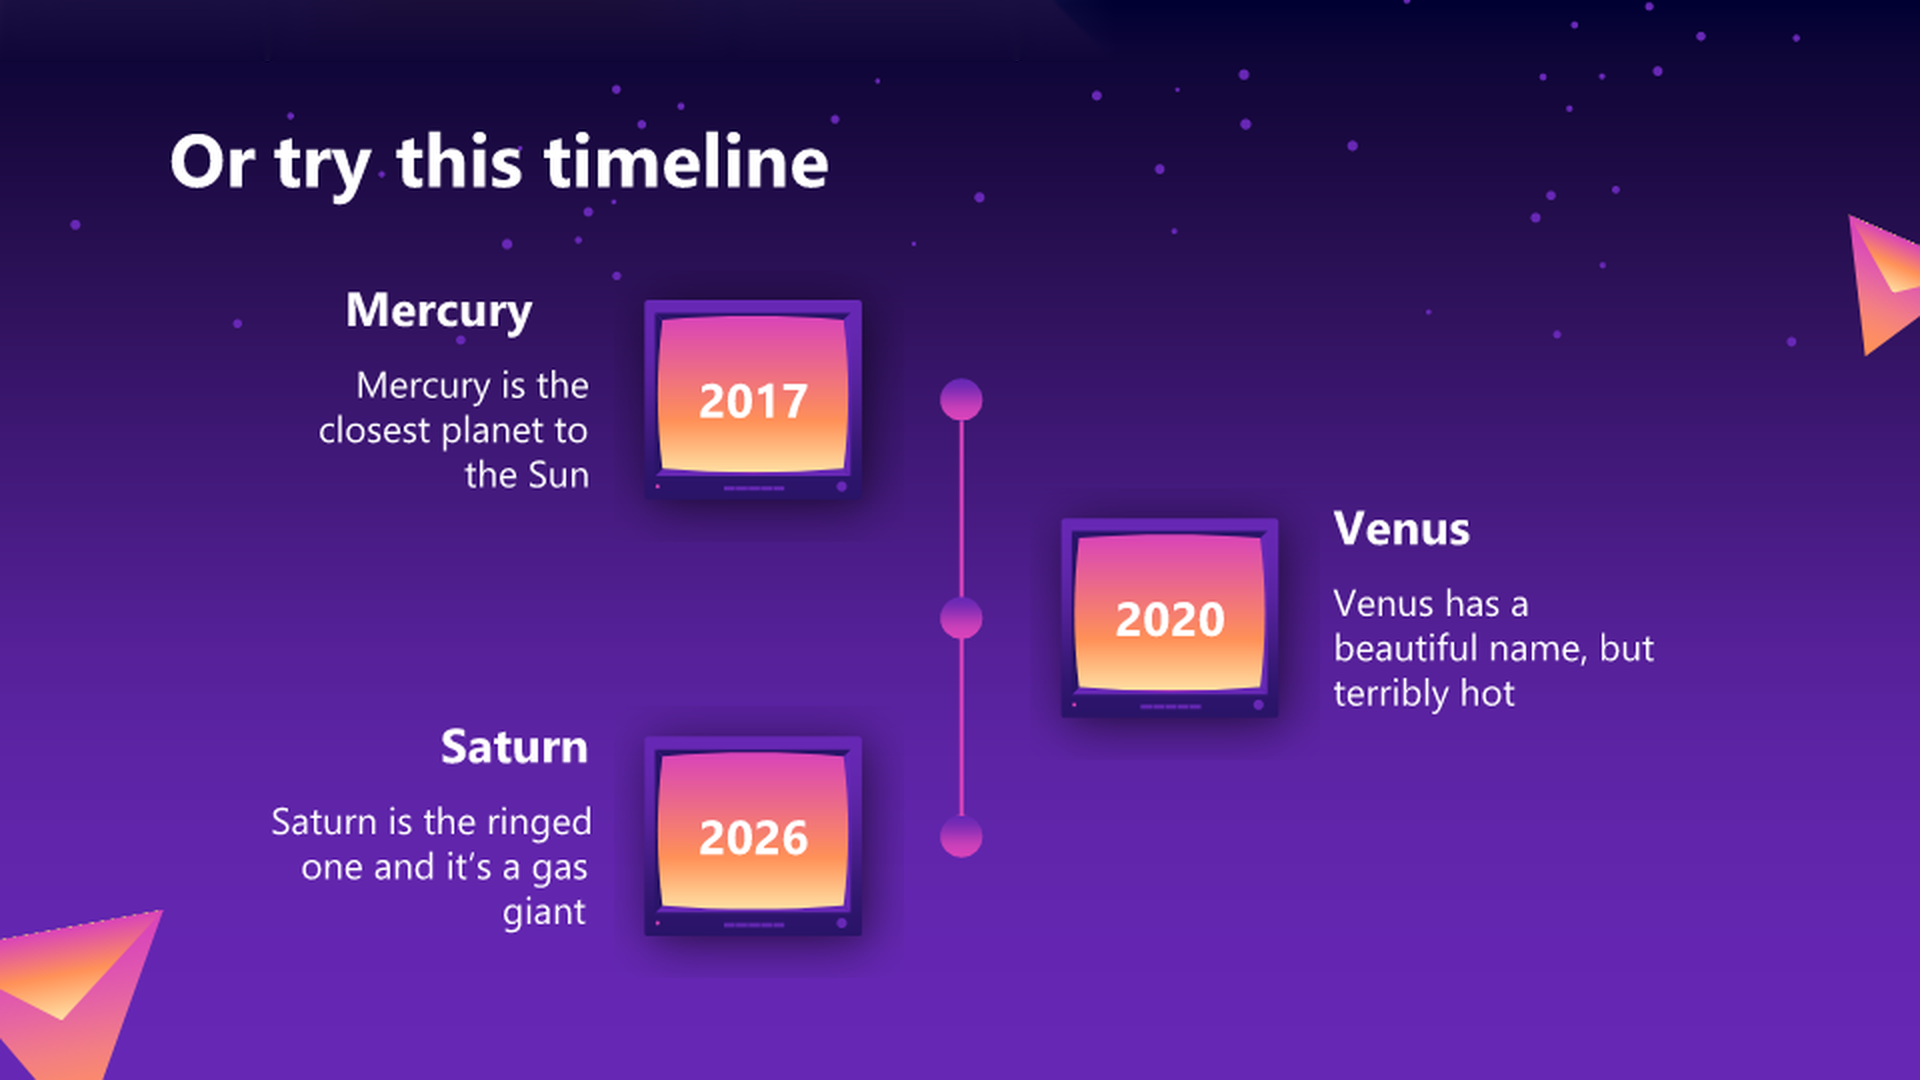 Or try this timeline
Mercury
Mercury is the
closest planet to
the Sun
2017
2020
Venus
Venus has a
beautiful name, but
terribly hot
Saturn
Saturn is the ringed
one and it’s a gas
giant
2026